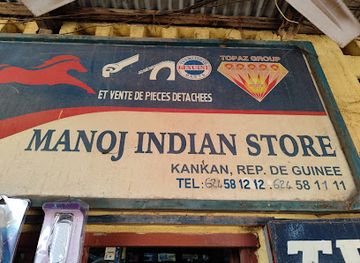 GENUINE
TOPAZ GROUP
ET VENTE DE PIECES DETACHEES
MANOJ INDIAN STORE
KANKAN, REP. DE GUINEE
TEL: 624 58 12 12 . 624 58 11 11